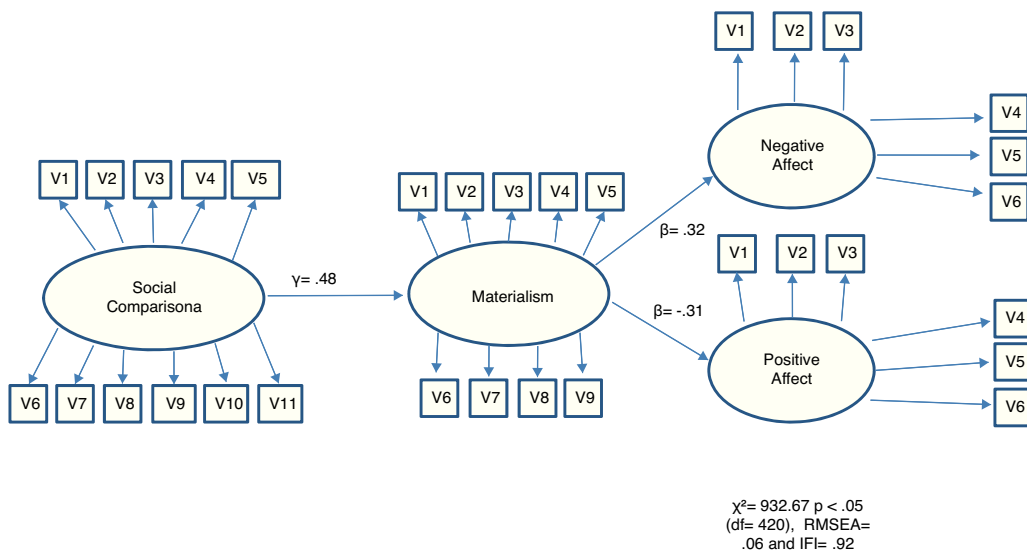 V1 V2 V3
V4
V5
V6
Negative
Affect
V1 V2 V3 V4 V5
Social
Comparisona
V6 V7 V8 V9 V10 V11
γ= .48
V1 V2 V3 V4 V5
Materialism
V6 V7 V8 V9
β= .32
β= -.31
V1 V2 V3
V4
V5
V6
Positive
Affect
χ²= 932.67 p < .05
(df= 420), RMSEA=
.06 and IFI= .92